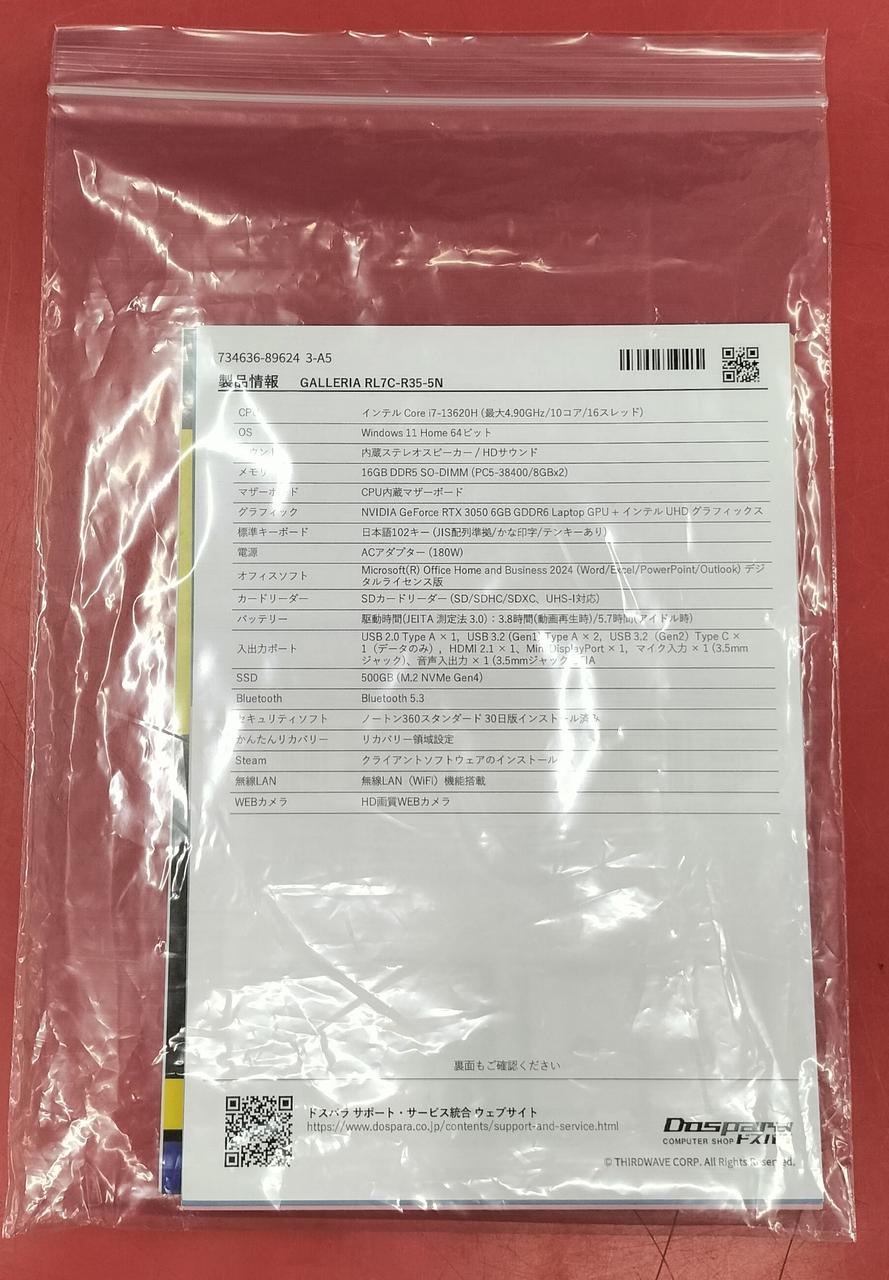 734636-89624 3-A5
製品情報 GALLERIA RL7C-R35-5N
CPU インテル Core i7-13620H (最大4.90GHz/10コア/16スレッド)
OS Windows 11 Home 64ビット
サウンド 内蔵ステレオスピーカー / HDサウンド
メモリ 16GB DDR5 SO-DIMM (PC5-38400/8GBx2)
マザーボード CPU内蔵マザーボード
グラフィック NVIDIA GeForce RTX 3050 6GB GDDR6 Laptop GPU + インテル UHD グラフィックス
標準キーボード 日本語102キー (JIS配列準拠/かな印字/テンキーあり)
電源 ACアダプター (180W)
オフィスソフト Microsoft(R) Office Home and Business 2024 (Word/Excel/PowerPoint/Outlook) デジ
タルライセンス版
カードリーダー SDカードリーダー (SD/SDHC/SDXC、UHS-I対応)
バッテリー 駆動時間(JEITA 測定法 3.0)：3.8時間(動画再生時)/5.7時間(アイドル時)
USB 2.0 Type A × 1，USB 3.2 (Gen1) Type A × 2，USB 3.2（Gen2）Type C ×
入出力ポート 1（データのみ）, HDMI 2.1 × 1、Mini DisplayPort × 1，マイク入力 × 1 (3.5mm
ジャック)、音声入出力 × 1 (3.5mmジャック
SSD 500GB (M.2 NVMe Gen4)
Bluetooth Bluetooth 5.3
セキュリティソフト ノートン360スタンダード 30日版インストール済み
かんたんリカバリー リカバリー領域設定
Steam クライアントソフトウェアのインストール
無線LAN 無線LAN（WiFi）機能搭載
WEBカメラ HD画質WEBカメラ
裏面もご確認ください
ドスパラ サポート・サービス統合 ウェブサイト
https://www.dospara.co.jp/contents/support-and-service.html
Dospara
COMPUTER SHOP ドスパラ
© THIRDWAVE CORP. All Rights Reserved.